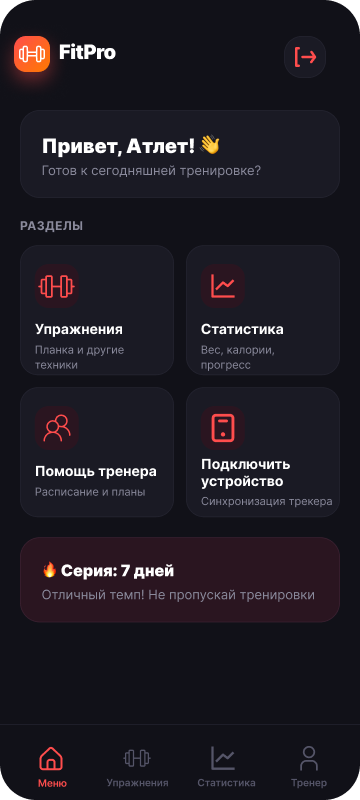 FitPro
Привет, Атлет! 👋
Готов к сегодняшней тренировке?
РАЗДЕЛЫ
Упражнения
Планка и другие
техники
Статистика
Вес, калории,
прогресс
Помощь тренера
Расписание и планы
Подключить
устройство
Синхронизация трекера
🔥 Серия: 7 дней
Отличный темп! Не пропускай тренировки
Меню
Упражнения
Статистика
Тренер